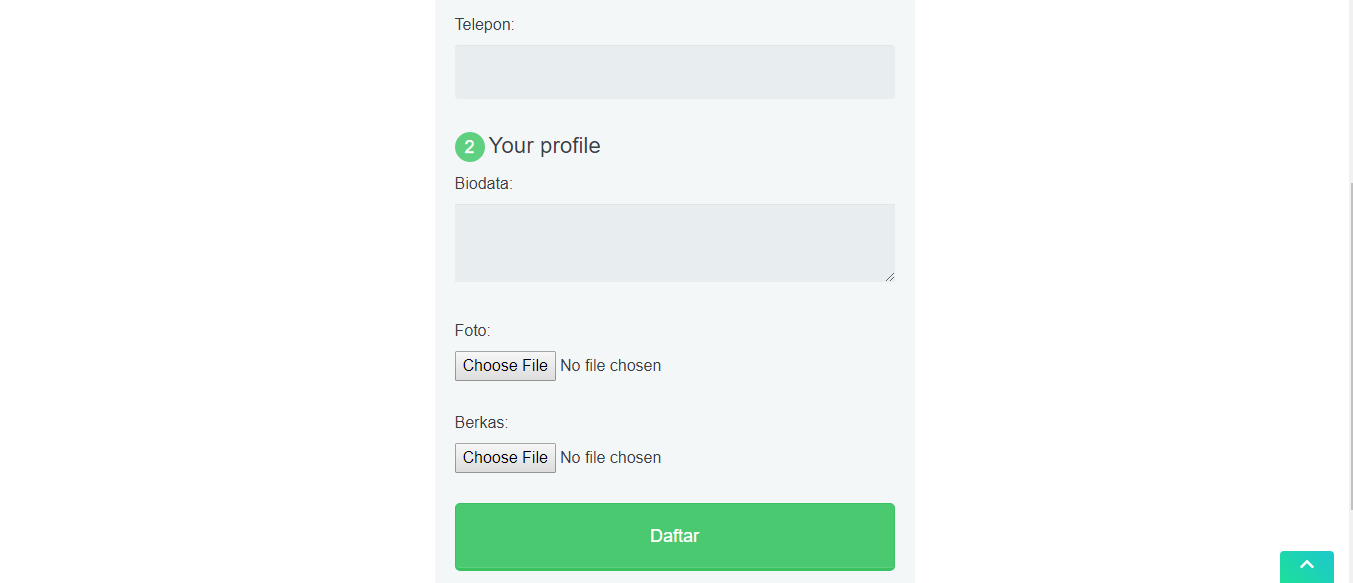 Telepon:
2 Your profile
Biodata:
Foto:
Choose File No file chosen
Berkas:
Choose File No file chosen
Daftar